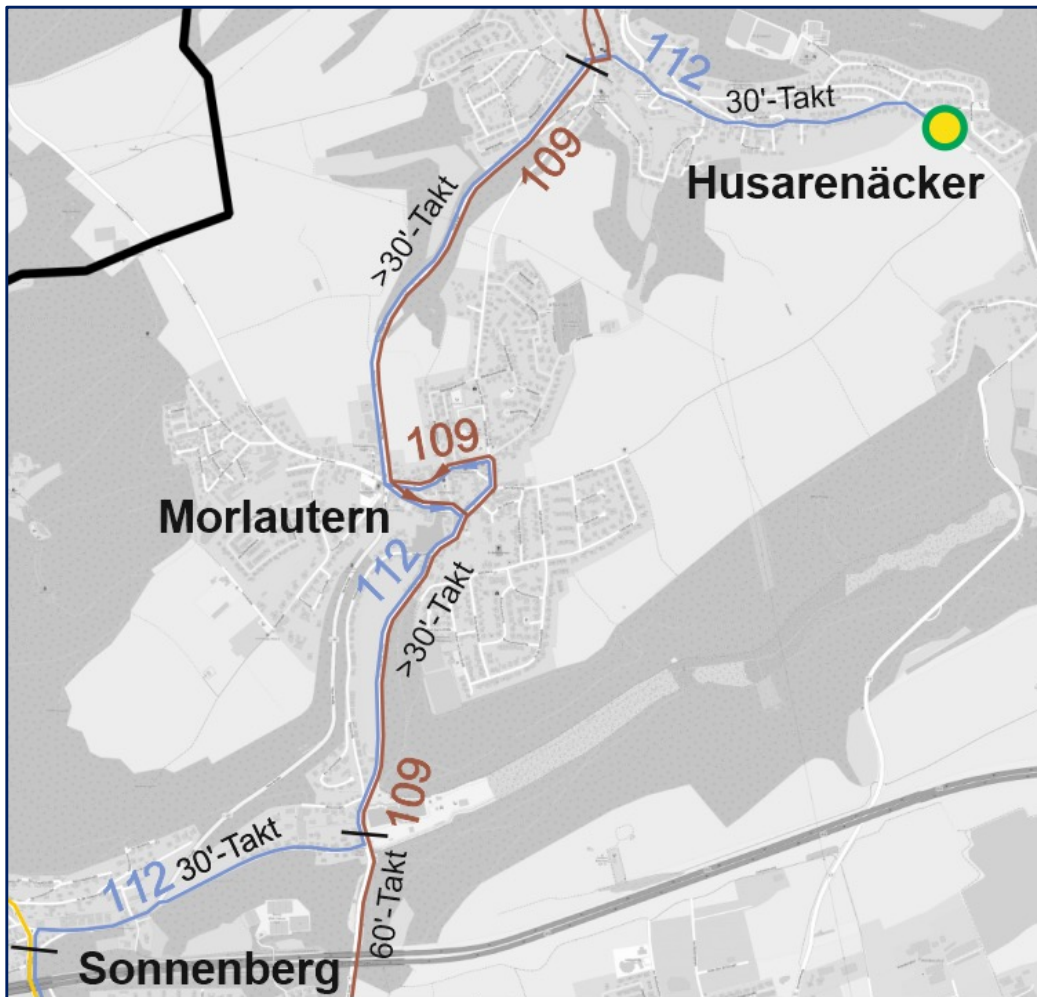 112
30'-Takt
109
Husarenäcker
>30'-Takt
109
Morlautern
112
>30'-Takt
109
30'-Takt
112
60'-Takt
Sonnenberg